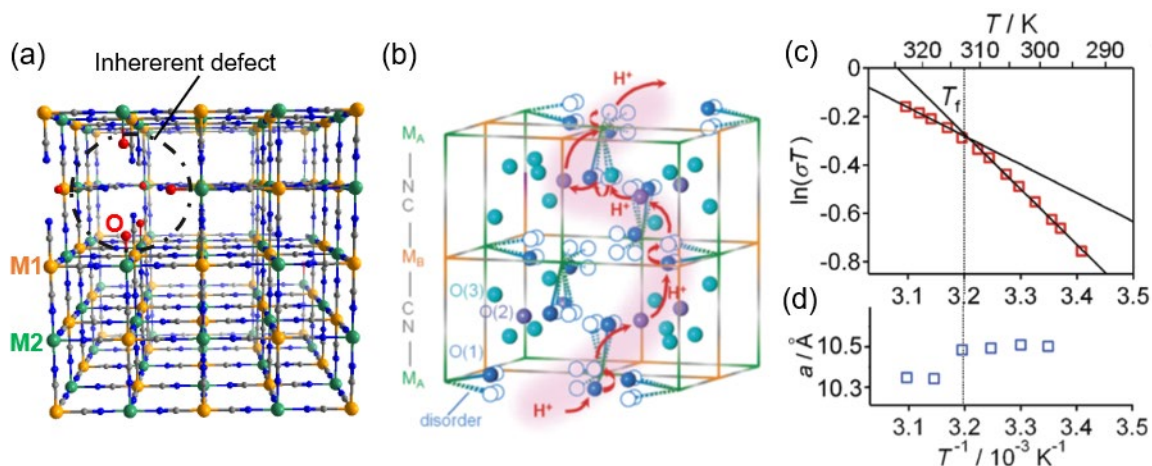 (a)
Inhererent defect
O
M1
M2
(b)
H⁺
M_A
N
C
H⁺
M_B
O(3)
C
O(2)
N
H⁺
O(1)
M_A
H⁺
disorder
(c)
T / K
320 310 300 290
ln(σT)
0
-0.2
-0.4
-0.6
-0.8
T_f
3.1 3.2 3.3 3.4 3.5
(d)
a / Å
10.5
10.3
3.1 3.2 3.3 3.4 3.5
T⁻¹ / 10⁻³ K⁻¹